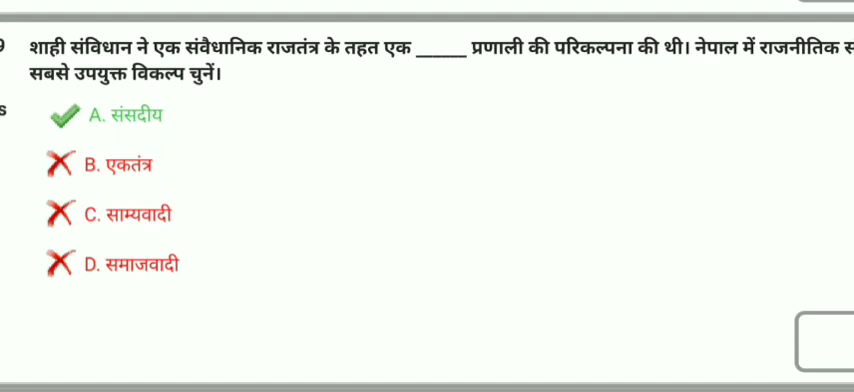 शाही संविधान ने एक संवैधानिक राजतंत्र के तहत एक ______ प्रणाली की परिकल्पना की थी। नेपाल में राजनीतिक
सबसे उपयुक्त विकल्प चुनें।
A. संसदीय
B. एकतंत्र
C. साम्यवादी
D. समाजवादी